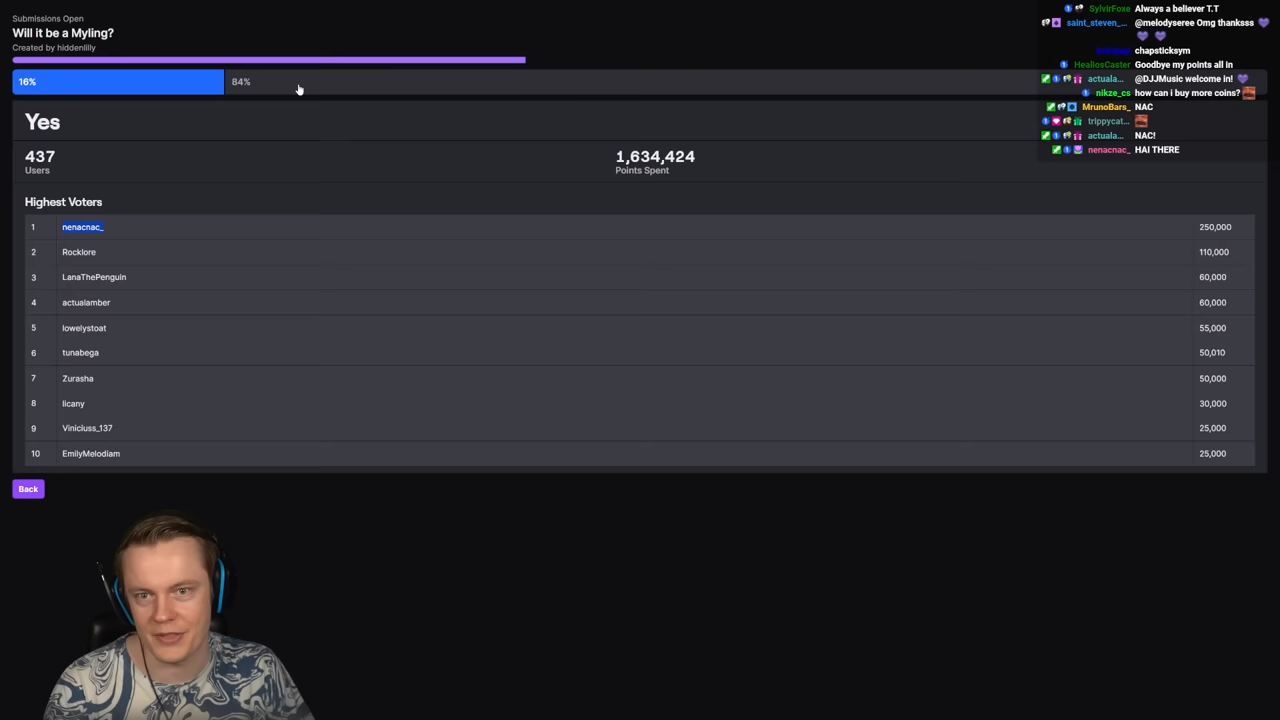 Submissions Open
Will it be a Myling?
Created by hiddenlilly
16%
84%
Yes
437
Users
1,634,424
Points Spent
Highest Voters
1 nenacnac_ 250,000
2 Rocklore 110,000
3 LanaThePenguin 60,000
4 actualamber 60,000
5 lowelystoat 55,000
6 tunabega 50,010
7 Zurasha 50,000
8 licany 30,000
9 Viniciuss_137 25,000
10 EmilyMelodiam 25,000
Back
SylvirFoxe Always a believer T.T
saint_steven_... @melodyseree Omg thanksss
chapsticksym
HealiosCaster Goodbye my points all in
actuala... @DJJMusic welcome in!
nikze_cs how can i buy more coins?
MrunoBars_ NAC
trippycat...
actuala... NAC!
nenacnac_ HAI THERE